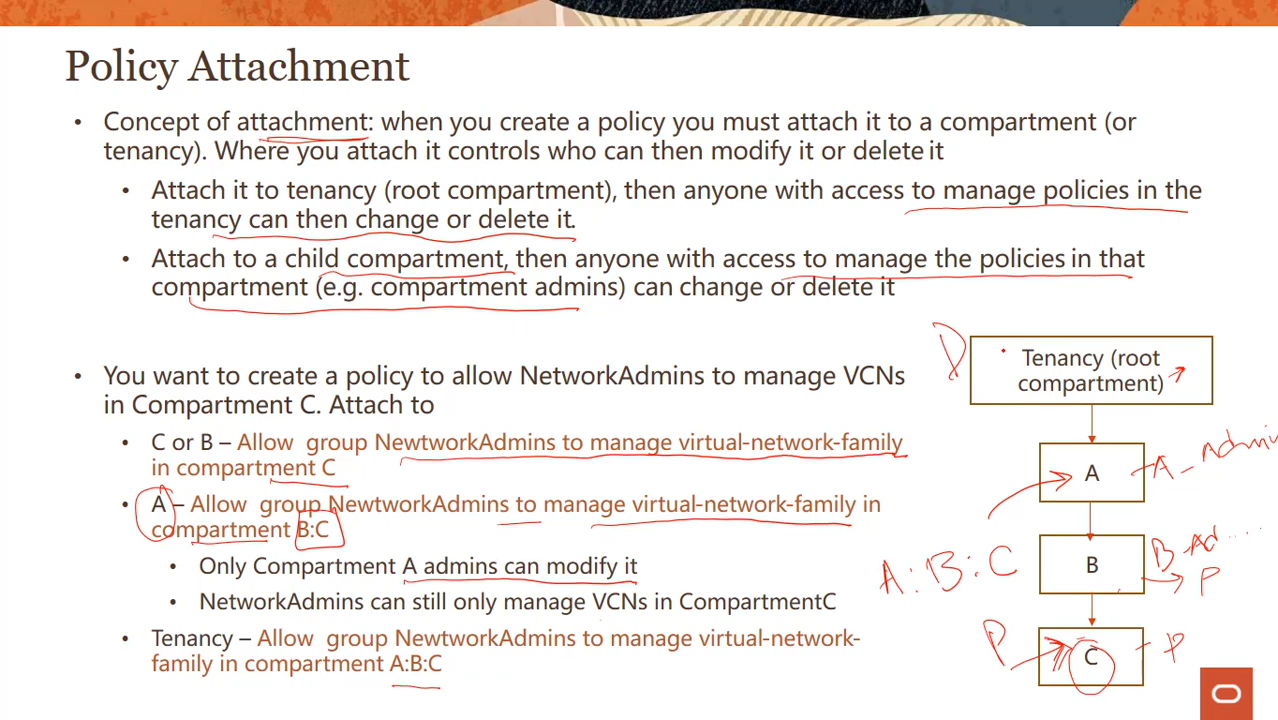 Policy Attachment
• Concept of attachment: when you create a policy you must attach it to a compartment (or
tenancy). Where you attach it controls who can then modify it or delete it
• Attach it to tenancy (root compartment), then anyone with access to manage policies in the
tenancy can then change or delete it.
• Attach to a child compartment, then anyone with access to manage the policies in that
compartment (e.g. compartment admins) can change or delete it
• You want to create a policy to allow NetworkAdmins to manage VCNs
in Compartment C. Attach to
• C or B – Allow group NewtworkAdmins to manage virtual-network-family
in compartment C
• A – Allow group NewtworkAdmins to manage virtual-network-family in
compartment B:C
• Only Compartment A admins can modify it
• NetworkAdmins can still only manage VCNs in CompartmentC
• Tenancy – Allow group NewtworkAdmins to manage virtual-network-
family in compartment A:B:C
Tenancy (root
compartment)
A
A_Admin
B
B-Ad....
P
A:B:C
P
C
P